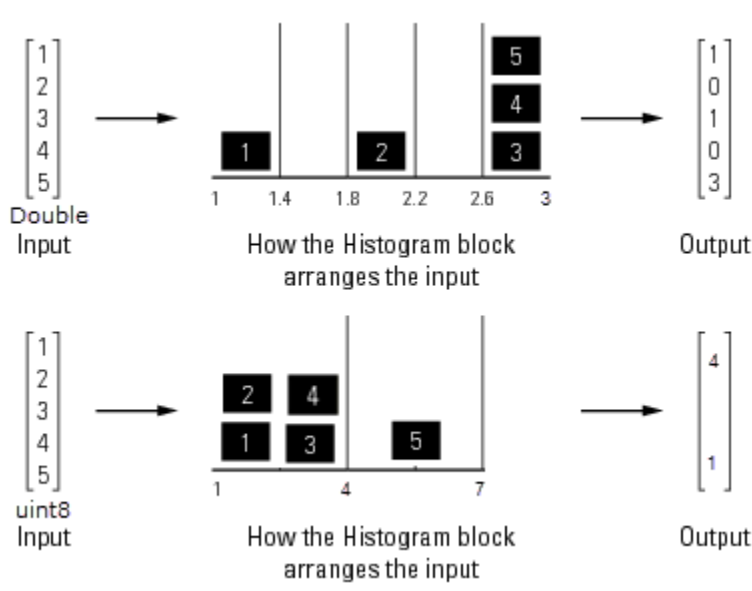 1
2
3
4
5
Double
Input
5
4
1 2 3
1 1.4 1.8 2.2 2.6 3
How the Histogram block
arranges the input
1
0
1
0
3
Output
1
2
3
4
5
uint8
Input
2 4
1 3 5
1 4 7
How the Histogram block
arranges the input
4
1
Output